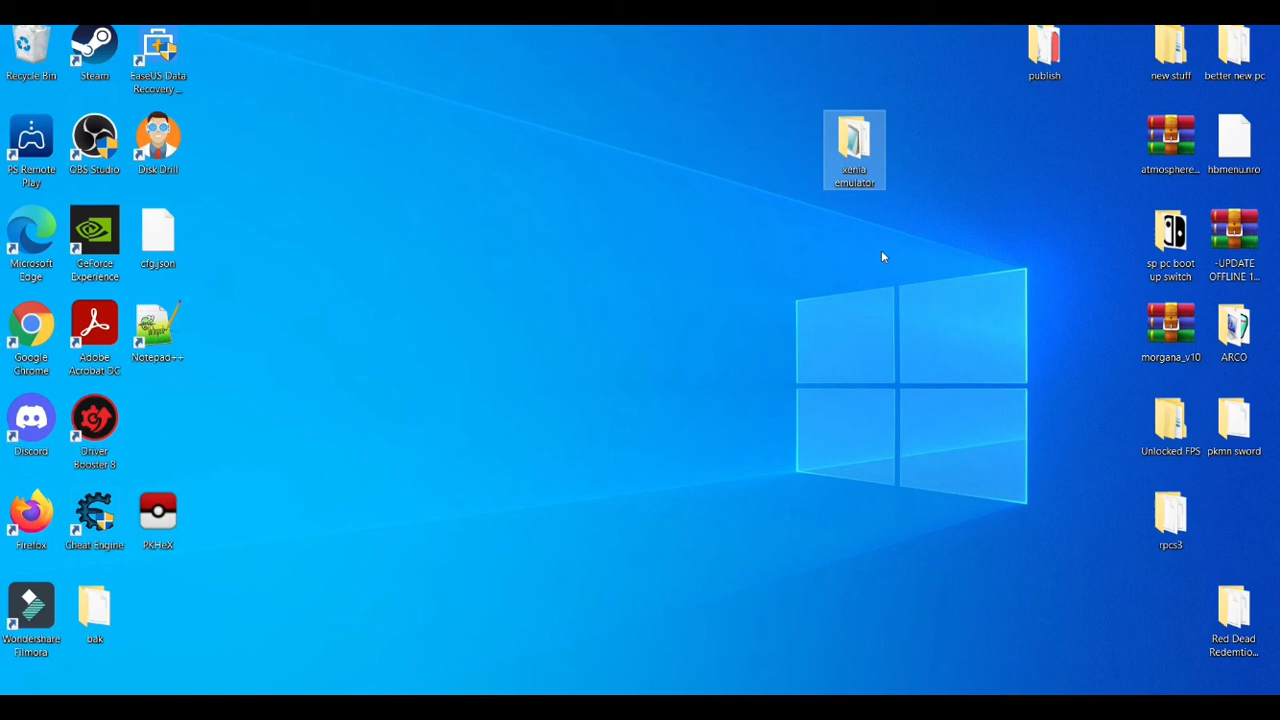 Recycle Bin
Steam
EaseUS Data
Recovery ...
PS Remote
Play
OBS Studio
Disk Drill
Microsoft
Edge
GeForce
Experience
cfg.json
Google
Chrome
Adobe
Acrobat DC
Notepad++
Discord
Driver
Booster 8
Firefox
Cheat Engine
PKHeX
Wondershare
Filmora
bak
xenia
emulator
publish
new stuff
better new pc
atmosphere...
hbmenu.nro
sp pc boot
up switch
-UPDATE
OFFLINE 1...
morgana_v10
ARCO
Unlocked FPS
pkmn sword
rpcs3
Red Dead
Redemtio...